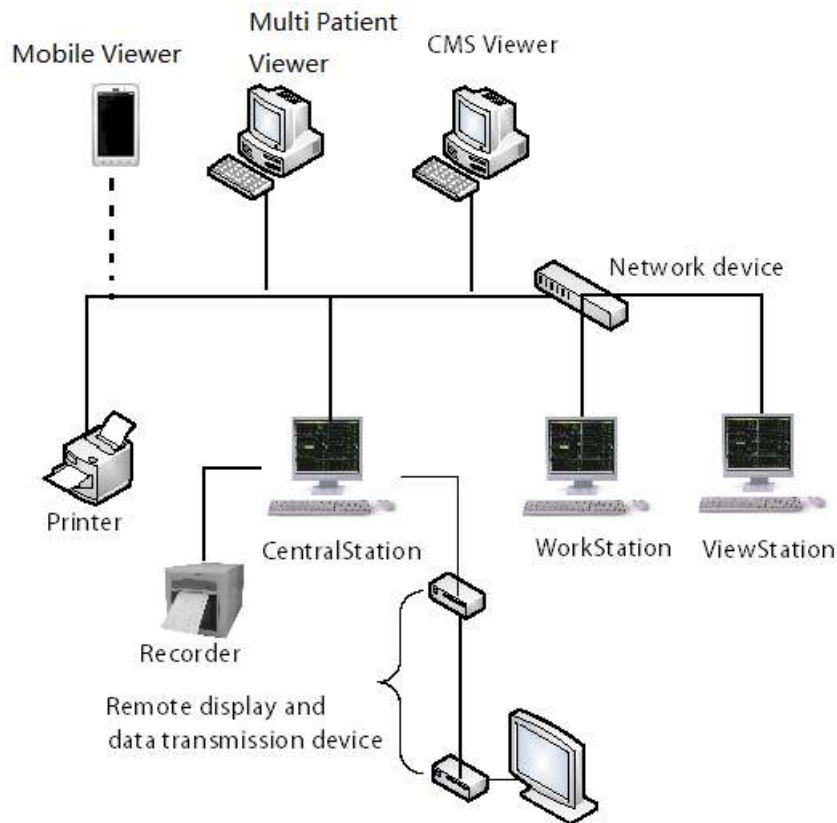 Mobile Viewer
Multi Patient
Viewer
CMS Viewer
Network device
Printer
CentralStation
WorkStation
ViewStation
Recorder
Remote display and
data transmission device